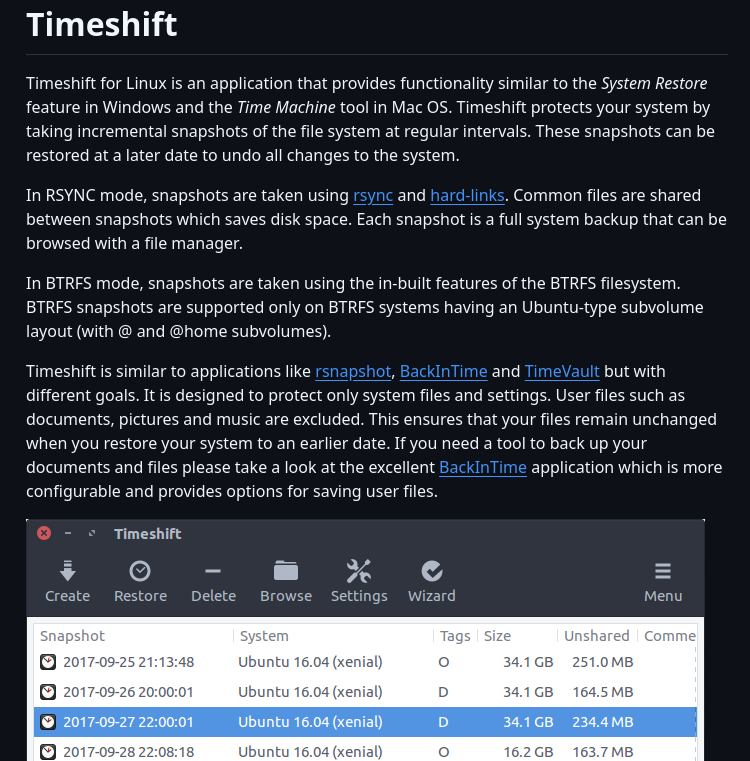 Timeshift
Timeshift for Linux is an application that provides functionality similar to the System Restore
feature in Windows and the Time Machine tool in Mac OS. Timeshift protects your system by
taking incremental snapshots of the file system at regular intervals. These snapshots can be
restored at a later date to undo all changes to the system.
In RSYNC mode, snapshots are taken using rsync and hard-links. Common files are shared
between snapshots which saves disk space. Each snapshot is a full system backup that can be
browsed with a file manager.
In BTRFS mode, snapshots are taken using the in-built features of the BTRFS filesystem.
BTRFS snapshots are supported only on BTRFS systems having an Ubuntu-type subvolume
layout (with @ and @home subvolumes).
Timeshift is similar to applications like rsnapshot, BackInTime and TimeVault but with
different goals. It is designed to protect only system files and settings. User files such as
documents, pictures and music are excluded. This ensures that your files remain unchanged
when you restore your system to an earlier date. If you need a tool to back up your
documents and files please take a look at the excellent BackInTime application which is more
configurable and provides options for saving user files.
Timeshift
Create Restore Delete Browse Settings Wizard Menu
Snapshot System Tags Size Unshared Comme
2017-09-25 21:13:48 Ubuntu 16.04 (xenial) O 34.1 GB 251.0 MB
2017-09-26 20:00:01 Ubuntu 16.04 (xenial) D 34.1 GB 164.5 MB
2017-09-27 22:00:01 Ubuntu 16.04 (xenial) D 34.1 GB 234.4 MB
2017-09-28 22:08:18 Ubuntu 16.04 (xenial) O 16.2 GB 163.7 MB